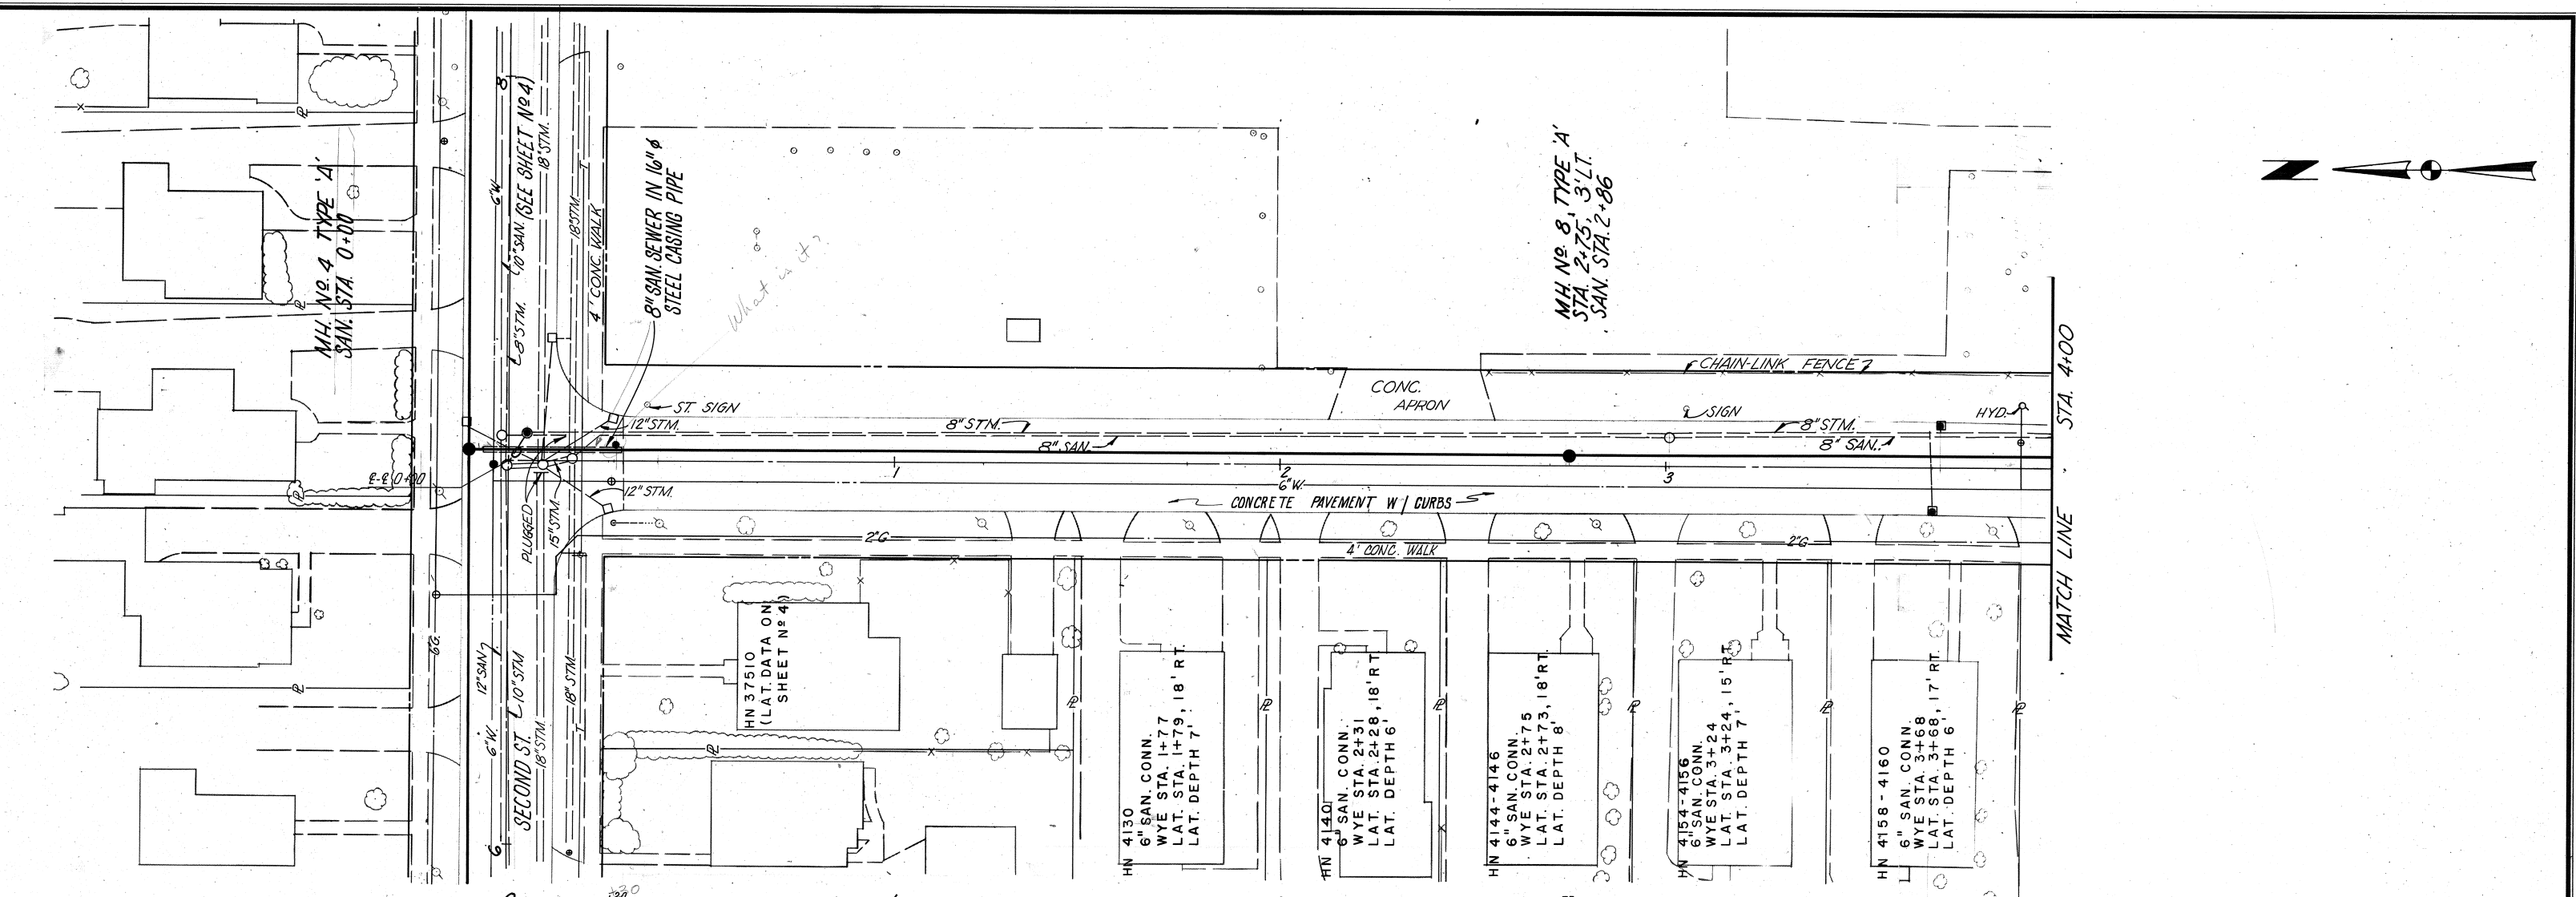 MH. Nº. 4 TYPE 'A'
SAN. STA. 0+00
6"W.
8
10" SAN. (SEE SHEET Nº 4)
18"STM.
8"STM.
18"STM.
T
4' CONC. WALK
8" SAN. SEWER IN 16"ϕ
STEEL CASING PIPE
What is it?
MH. Nº. 8, TYPE 'A'
STA. 2+75, 3' LT.
SAN. STA. 2+86
N
CHAIN-LINK FENCE
CONC.
APRON
ST. SIGN
SIGN
HYD.
12"STM.
8"STM.
8"STM.
8"SAN.
8" SAN.
1
2
3
6"W.
0+00
12"STM.
PLUGGED
15"STM.
CONCRETE PAVEMENT W/ CURBS
2"G
2"G
4' CONC. WALK
MATCH LINE STA. 4+00
6"G.
12"SAN.
6"W.
6
SECOND ST.
10"STM
18"STM.
18"STM.
T
HN 37510
(LAT. DATA ON
SHEET Nº 4)
HN 4130
6" SAN. CONN.
WYE STA. 1+77
LAT. STA. 1+79, 18' RT.
LAT. DEPTH 7'
HN 4140
6" SAN. CONN.
WYE STA. 2+31
LAT. STA. 2+28, 18' RT
LAT. DEPTH 6'
HN 4144-4146
6" SAN. CONN.
WYE STA. 2+75
LAT. STA. 2+73, 18' RT.
LAT. DEPTH 8'
HN 4154-4156
6" SAN. CONN.
WYE STA. 3+24
LAT. STA. 3+24, 15' RT.
LAT. DEPTH 7'
HN 4158-4160
6" SAN. CONN.
WYE STA. 3+68
LAT. STA. 3+68, 17' RT.
LAT. DEPTH 6'